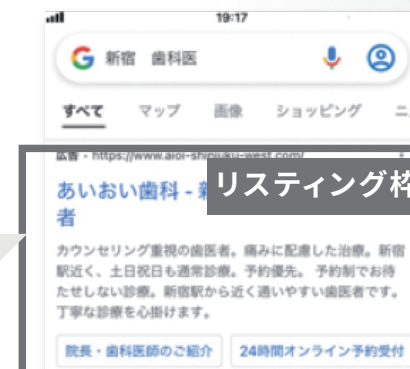 19:17
新宿 歯科医
すべて マップ 画像 ショッピング ニ
広告・https://www.aioi-shinjuku-west.com/
あいおい歯科 -
リスティング枠
者
カウンセリング重視の歯医者。痛みに配慮した治療。新宿
駅近く、土日祝日も通常診療。予約優先。 予約制でお待
たせしない診療。新宿駅から近く通いやすい歯医者です。
丁寧な診療を心掛けます。
院長・歯科医師のご紹介 24時間オンライン予約受付